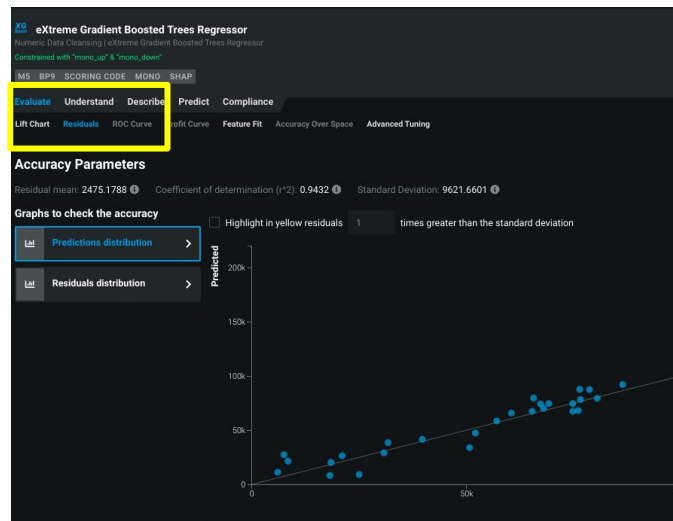 XG Boost eXtreme Gradient Boosted Trees Regressor
Numeric Data Cleansing | eXtreme Gradient Boosted Trees Regressor
Constrained with "mono_up" & "mono_down"
M5 BP9 SCORING CODE MONO SHAP
Evaluate Understand Describe Predict Compliance
Lift Chart Residuals ROC Curve Profit Curve Feature Fit Accuracy Over Space Advanced Tuning
Accuracy Parameters
Residual mean: 2475.1788 Coefficient of determination (r^2): 0.9432 Standard Deviation: 9621.6601
Graphs to check the accuracy
Highlight in yellow residuals 1 times greater than the standard deviation
Predictions distribution
Residuals distribution
Predicted
200k
150k
100k
50k
0
0 50k